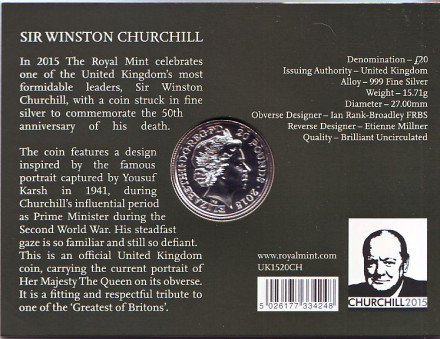 SIR WINSTON CHURCHILL
In 2015 The Royal Mint celebrates
one of the United Kingdom's most
formidable leaders, Sir Winston
Churchill, with a coin struck in fine
silver to commemorate the 50th
anniversary of his death.
The coin features a design
inspired by the famous
portrait captured by Yousuf
Karsh in 1941, during
Churchill's influential period
as Prime Minister during the
Second World War. His steadfast
gaze is so familiar and still so defiant.
This is an official United Kingdom
coin, carrying the current portrait of
Her Majesty The Queen on its obverse.
It is a fitting and respectful tribute to
one of the 'Greatest of Britons'.
Denomination – £20
Issuing Authority – United Kingdom
Alloy – 999 Fine Silver
Weight – 15.71g
Diameter – 27.00mm
Obverse Designer – Ian Rank-Broadley FRBS
Reverse Designer – Etienne Millner
Quality – Brilliant Uncirculated
ELIZABETH·II·D·G·REG·F·D· 20 POUNDS·2015
www.royalmint.com
UK1520CH
5 026177 334248
CHURCHILL2015